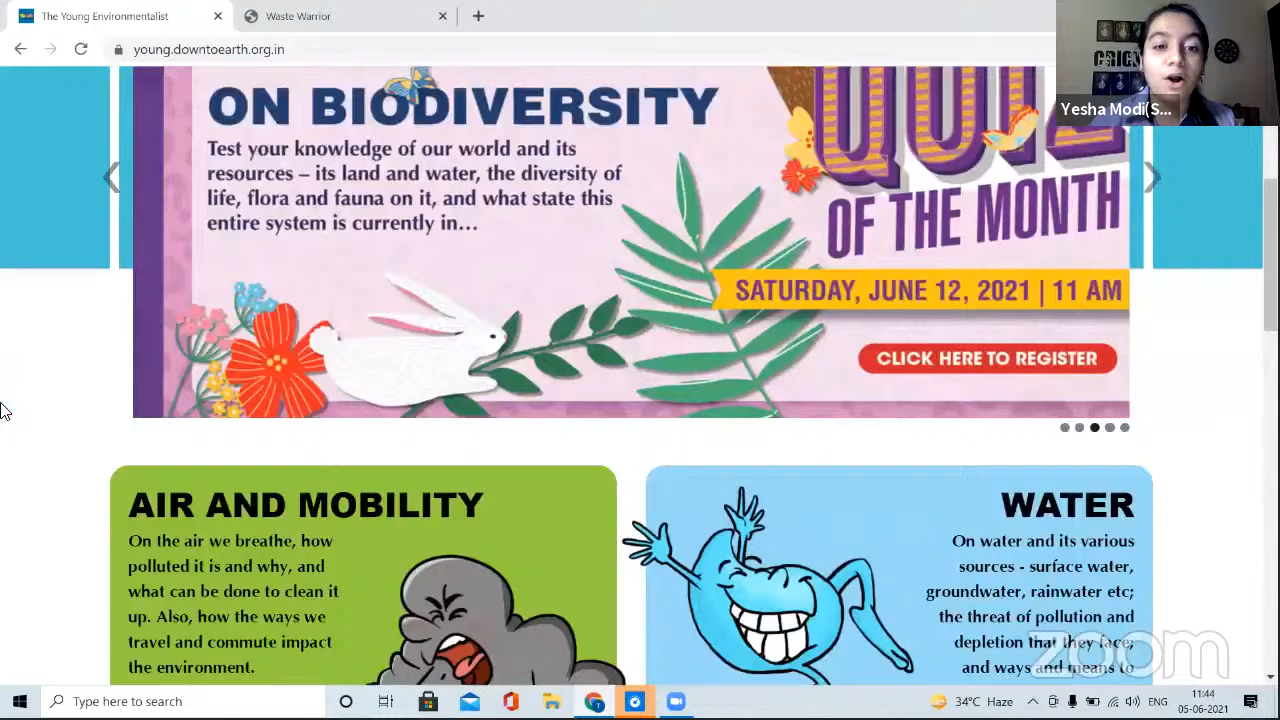 The Young Environmentalist
Waste Warrior
young.downtoearth.org.in
Yesha Modi(S...
ON BIODIVERSITY
Test your knowledge of our world and its
resources – its land and water, the diversity of
life, flora and fauna on it, and what state this
entire system is currently in...
QUIZ
OF THE MONTH
SATURDAY, JUNE 12, 2021 | 11 AM
CLICK HERE TO REGISTER
AIR AND MOBILITY
On the air we breathe, how
polluted it is and why, and
what can be done to clean it
up. Also, how the ways we
travel and commute impact
the environment.
WATER
On water and its various
sources - surface water,
groundwater, rainwater etc;
the threat of pollution and
depletion that they face;
and ways and means to
zoom
Type here to search
34°C Haze
ENG
11:44
05-06-2021